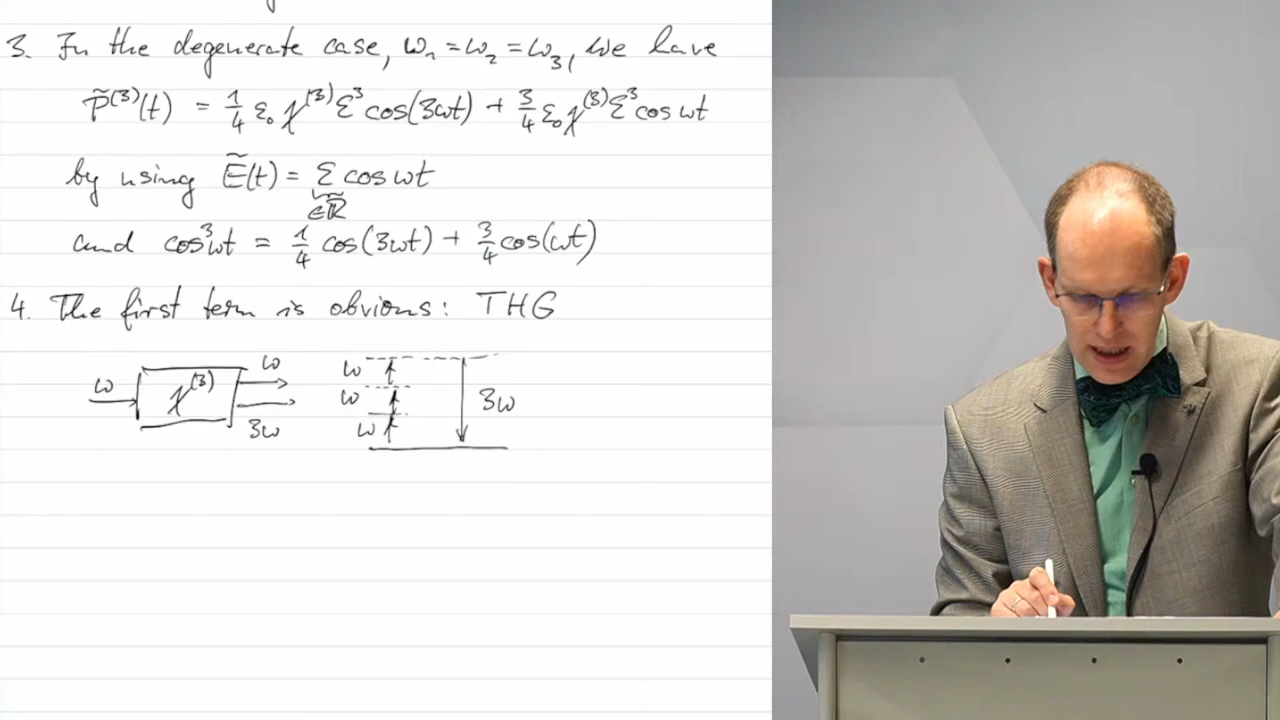 3. In the degenerate case, ω₁ = ω₂ = ω₃, we have
P̃⁽³⁾(t) = 1/4 ε₀ χ⁽³⁾ ℰ³ cos(3ωt) + 3/4 ε₀ χ⁽³⁾ ℰ³ cos ωt
by using Ẽ(t) = ℰ cos ωt
∈ℝ
and cos³ωt = 1/4 cos(3ωt) + 3/4 cos(ωt)
4. The first term is obvious: THG
ω χ⁽³⁾ ω 3ω
ω ω ω 3ω